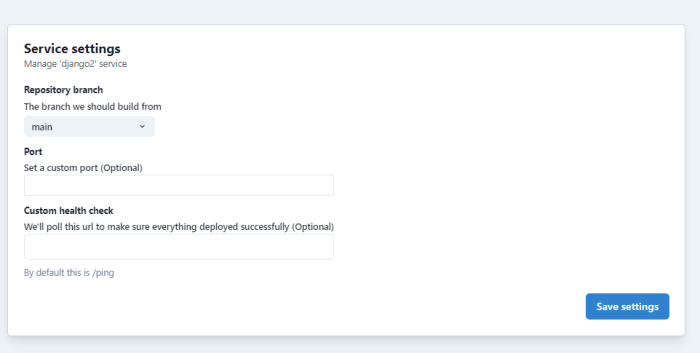 Service settings
Manage 'django2' service
Repository branch
The branch we should build from
main
Port
Set a custom port (Optional)
Custom health check
We'll poll this url to make sure everything deployed successfully (Optional)
By default this is /ping
Save settings